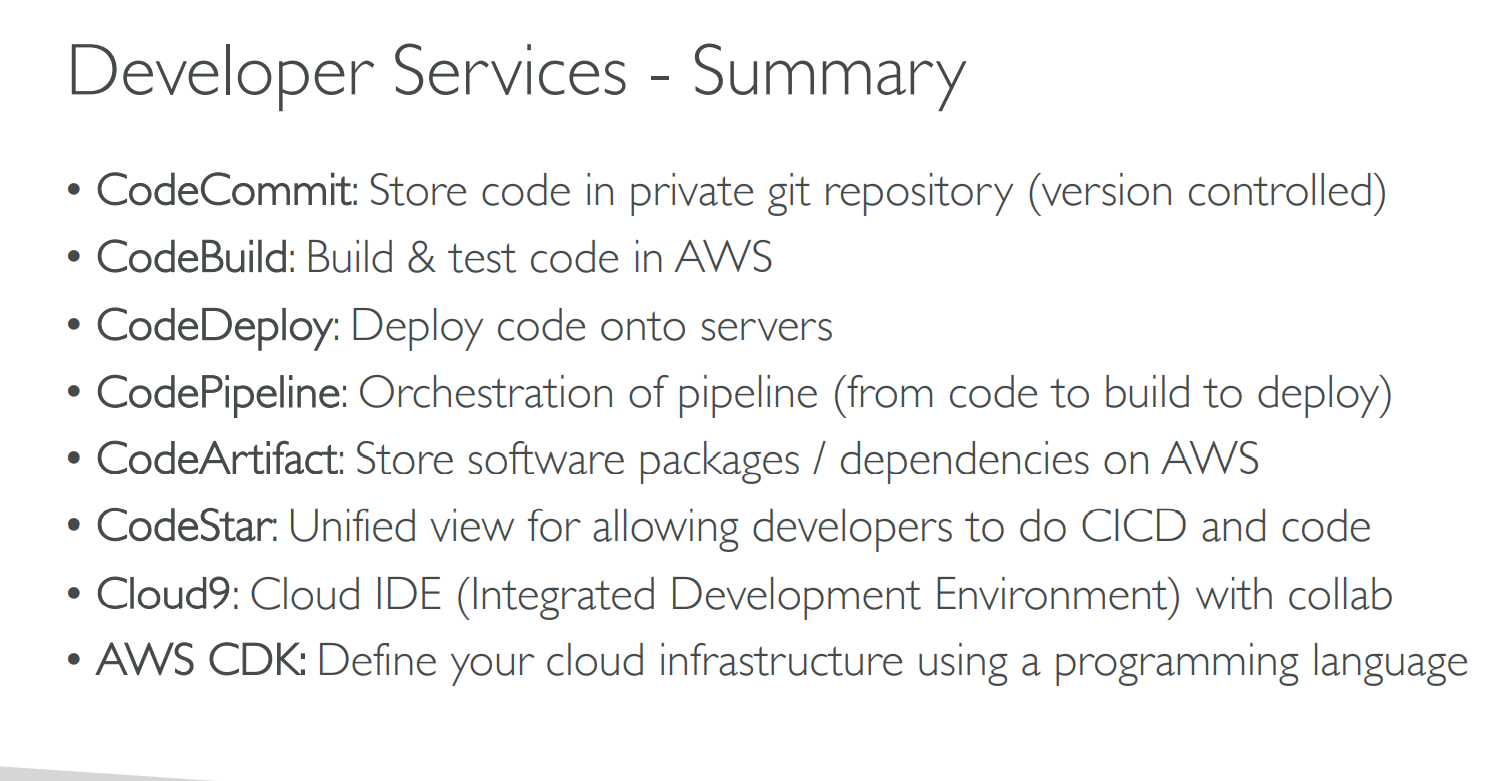 Developer Services - Summary
• CodeCommit: Store code in private git repository (version controlled)
• CodeBuild: Build & test code in AWS
• CodeDeploy: Deploy code onto servers
• CodePipeline: Orchestration of pipeline (from code to build to deploy)
• CodeArtifact: Store software packages / dependencies on AWS
• CodeStar: Unified view for allowing developers to do CICD and code
• Cloud9: Cloud IDE (Integrated Development Environment) with collab
• AWS CDK: Define your cloud infrastructure using a programming language